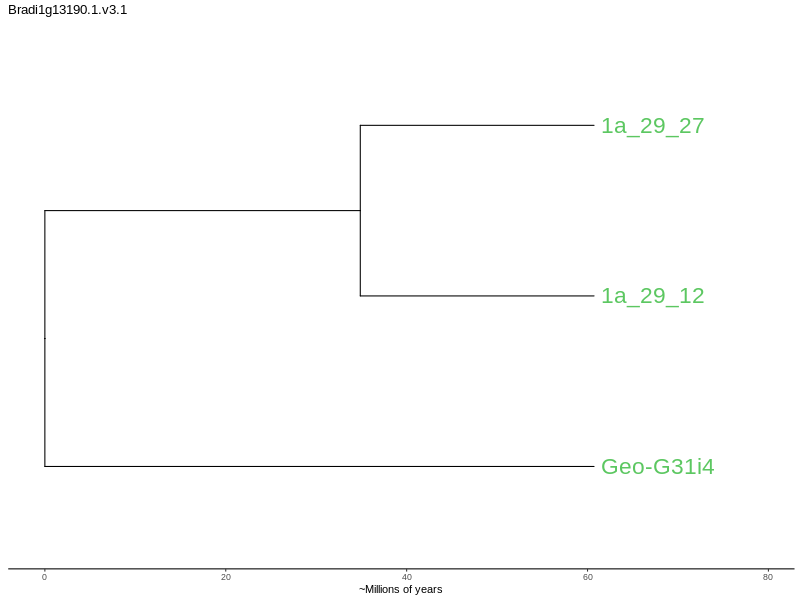 Bradi1g13190.1.v3.1
1a_29_27
1a_29_12
Geo-G31i4
0 20 40 60 80
~Millions of years